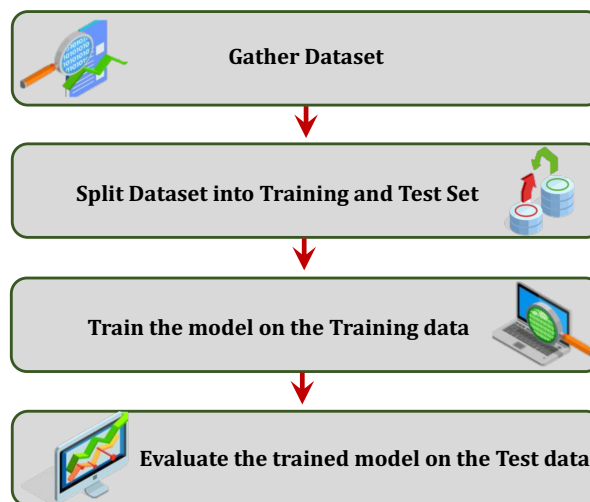 Gather Dataset
Split Dataset into Training and Test Set
Train the model on the Training data
Evaluate the trained model on the Test data